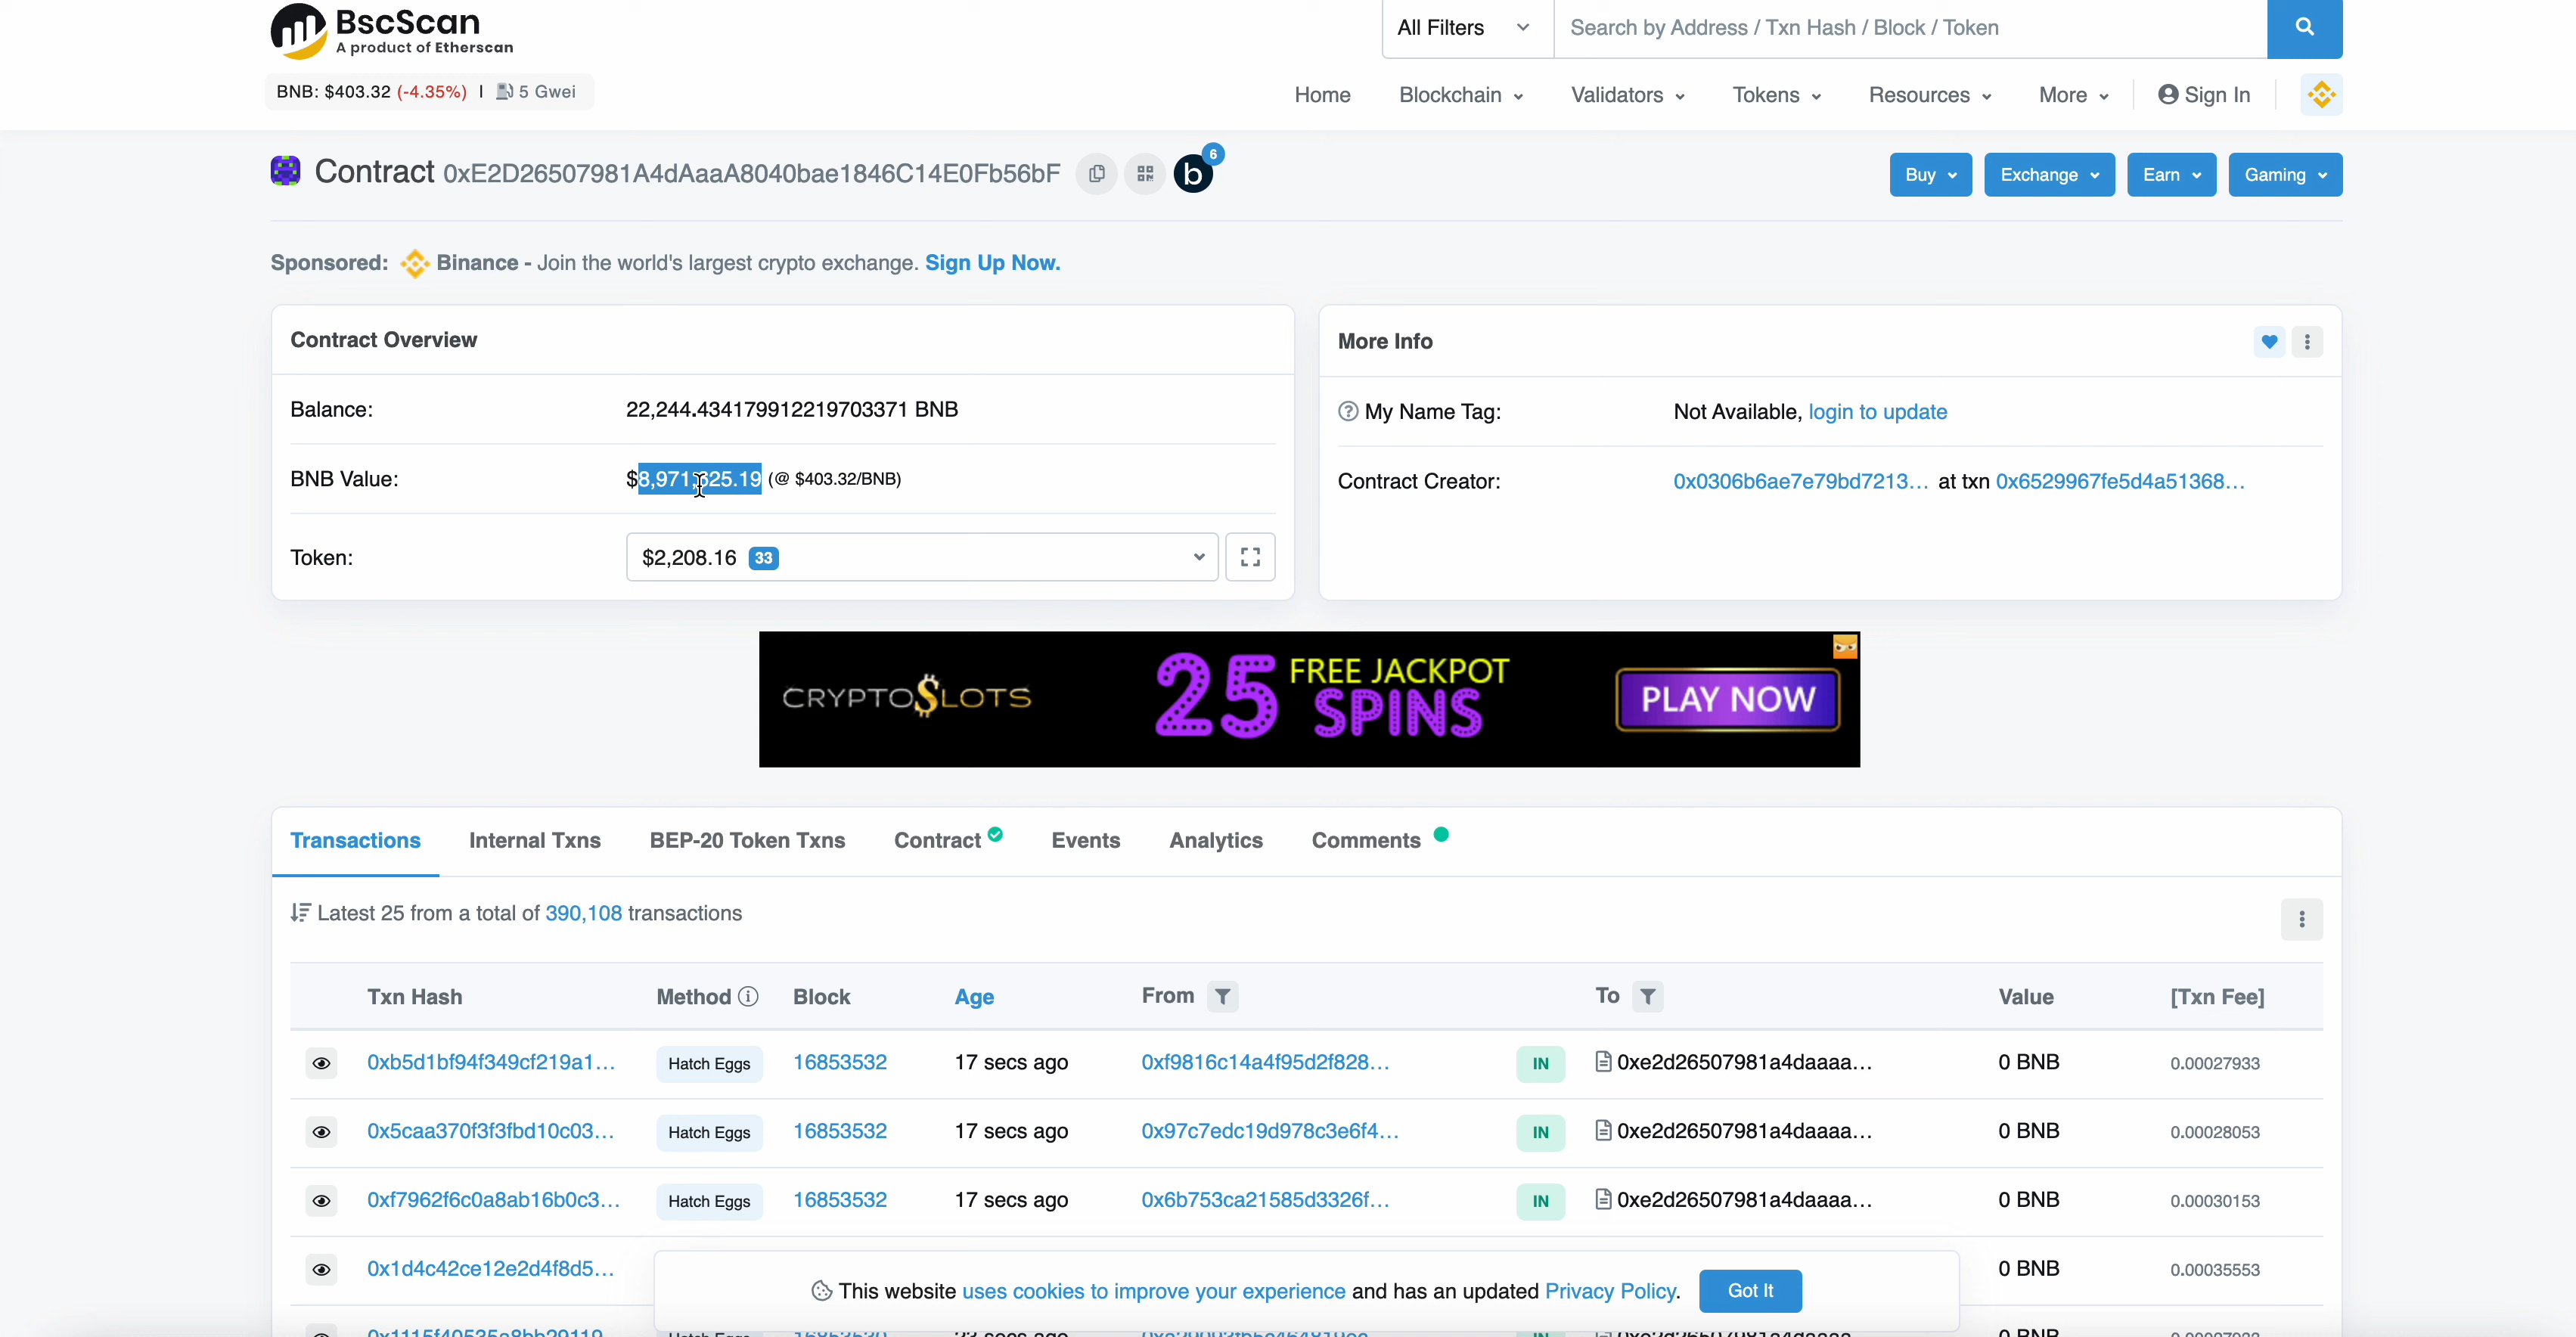 BscScan
A product of Etherscan
All Filters
Search by Address / Txn Hash / Block / Token
BNB: $403.32 (-4.35%) | 5 Gwei
Home Blockchain Validators Tokens Resources More Sign In
Contract 0xE2D26507981A4dAaaA8040bae1846C14E0Fb56bF b 6
Buy Exchange Earn Gaming
Sponsored: Binance - Join the world's largest crypto exchange. Sign Up Now.
Contract Overview
Balance: 22,244.434179912219703371 BNB
BNB Value: $8,971,625.19 (@ $403.32/BNB)
Token: $2,208.16 33
More Info
My Name Tag: Not Available, login to update
Contract Creator: 0x0306b6ae7e79bd7213... at txn 0x6529967fe5d4a51368...
CRYPTO$LOTS 25 FREE JACKPOT SPINS PLAY NOW
Transactions Internal Txns BEP-20 Token Txns Contract Events Analytics Comments
Latest 25 from a total of 390,108 transactions
Txn Hash Method Block Age From To Value [Txn Fee]
0xb5d1bf94f349cf219a1... Hatch Eggs 16853532 17 secs ago 0xf9816c14a4f95d2f828... IN 0xe2d26507981a4daaaa... 0 BNB 0.00027933
0x5caa370f3f3fbd10c03... Hatch Eggs 16853532 17 secs ago 0x97c7edc19d978c3e6f4... IN 0xe2d26507981a4daaaa... 0 BNB 0.00028053
0xf7962f6c0a8ab16b0c3... Hatch Eggs 16853532 17 secs ago 0x6b753ca21585d3326f... IN 0xe2d26507981a4daaaa... 0 BNB 0.00030153
0x1d4c42ce12e2d4f8d5... 0 BNB 0.00035553
This website uses cookies to improve your experience and has an updated Privacy Policy. Got It